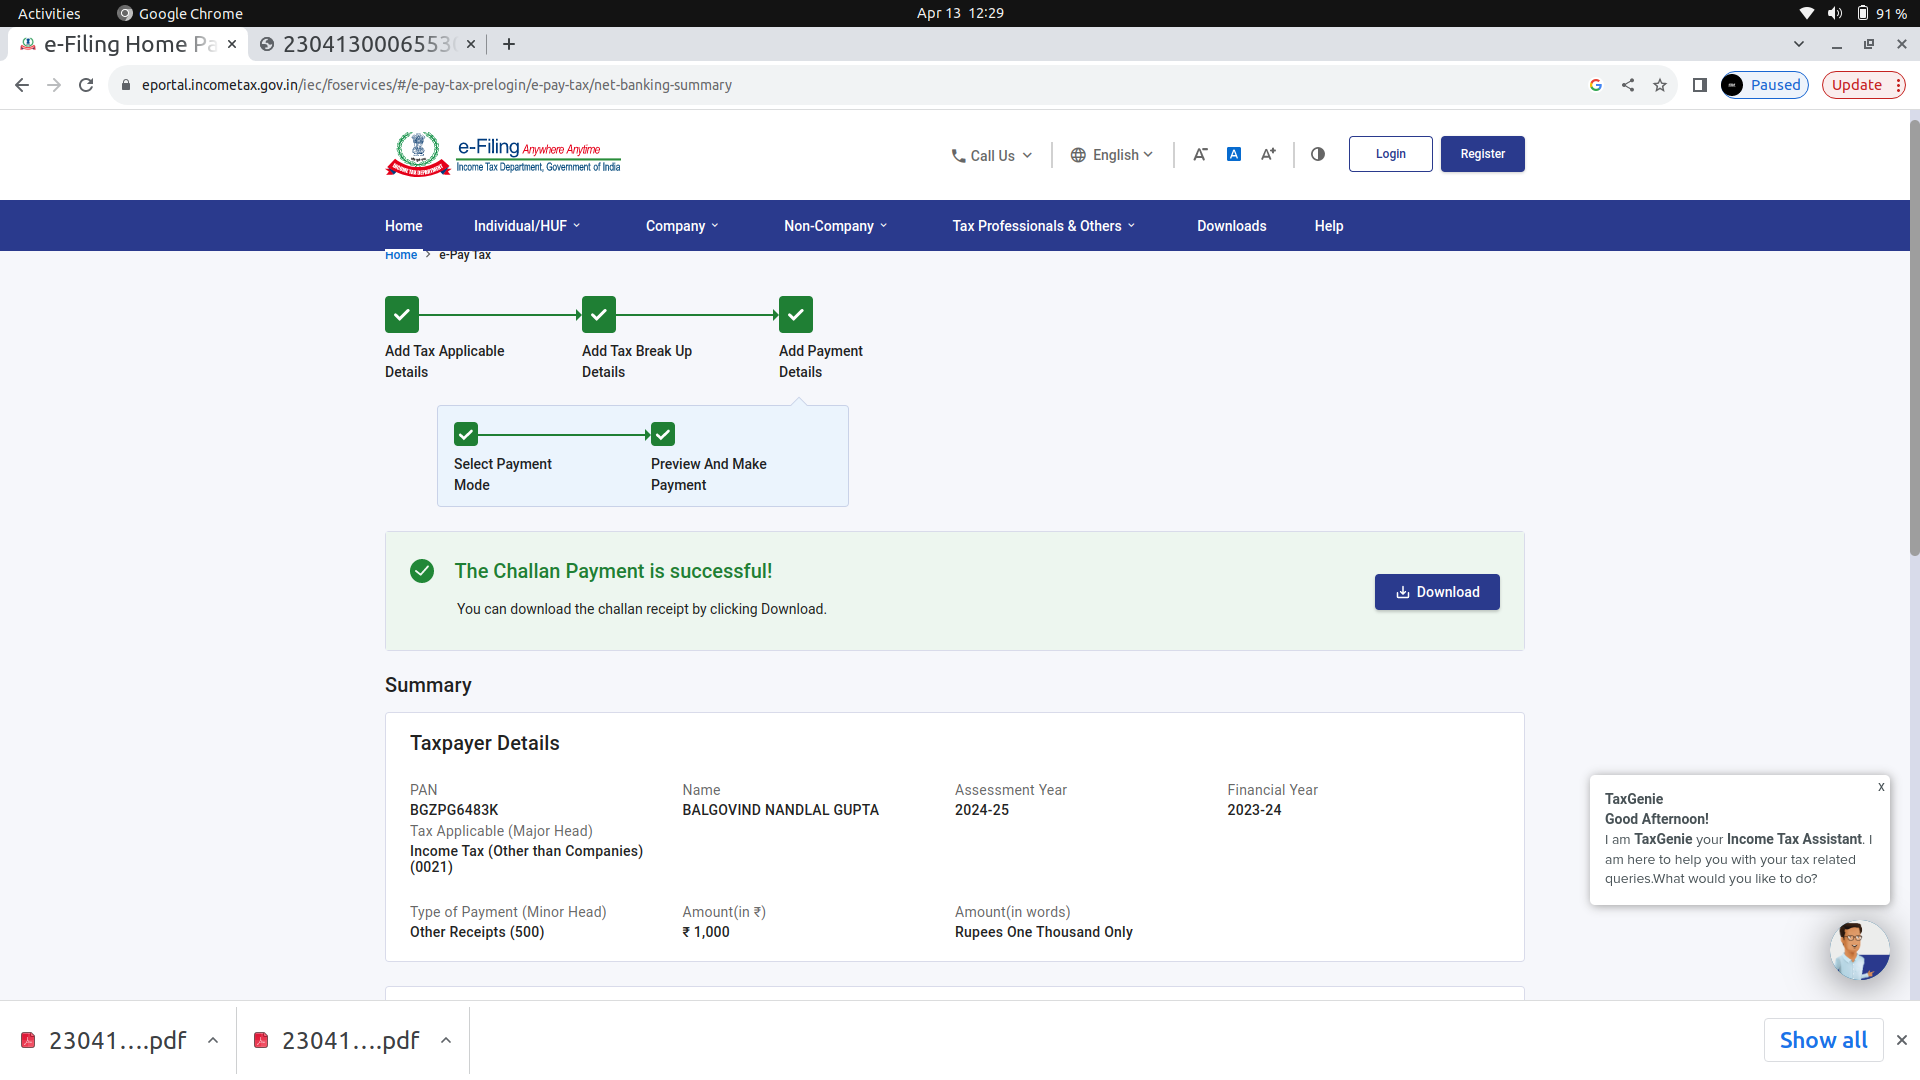 Activities
Google Chrome
Apr 13 12:29
91 %
e-Filing Home Pa
23041300065530
eportal.incometax.gov.in/iec/foservices/#/e-pay-tax-prelogin/e-pay-tax/net-banking-summary
Paused
Update
e-Filing Anywhere Anytime
Income Tax Department, Government of India
INCOME TAX DEPARTMENT
Call Us
English
A-
A
A+
Login
Register
Home
Individual/HUF
Company
Non-Company
Tax Professionals & Others
Downloads
Help
Home > e-Pay Tax
Add Tax Applicable
Details
Add Tax Break Up
Details
Add Payment
Details
Select Payment
Mode
Preview And Make
Payment
The Challan Payment is successful!
You can download the challan receipt by clicking Download.
Download
Summary
Taxpayer Details
PAN
BGZPG6483K
Name
BALGOVIND NANDLAL GUPTA
Assessment Year
2024-25
Financial Year
2023-24
Tax Applicable (Major Head)
Income Tax (Other than Companies)
(0021)
Type of Payment (Minor Head)
Other Receipts (500)
Amount(in ₹)
₹ 1,000
Amount(in words)
Rupees One Thousand Only
x
TaxGenie
Good Afternoon!
I am TaxGenie your Income Tax Assistant. I
am here to help you with your tax related
queries.What would you like to do?
23041....pdf
23041....pdf
Show all